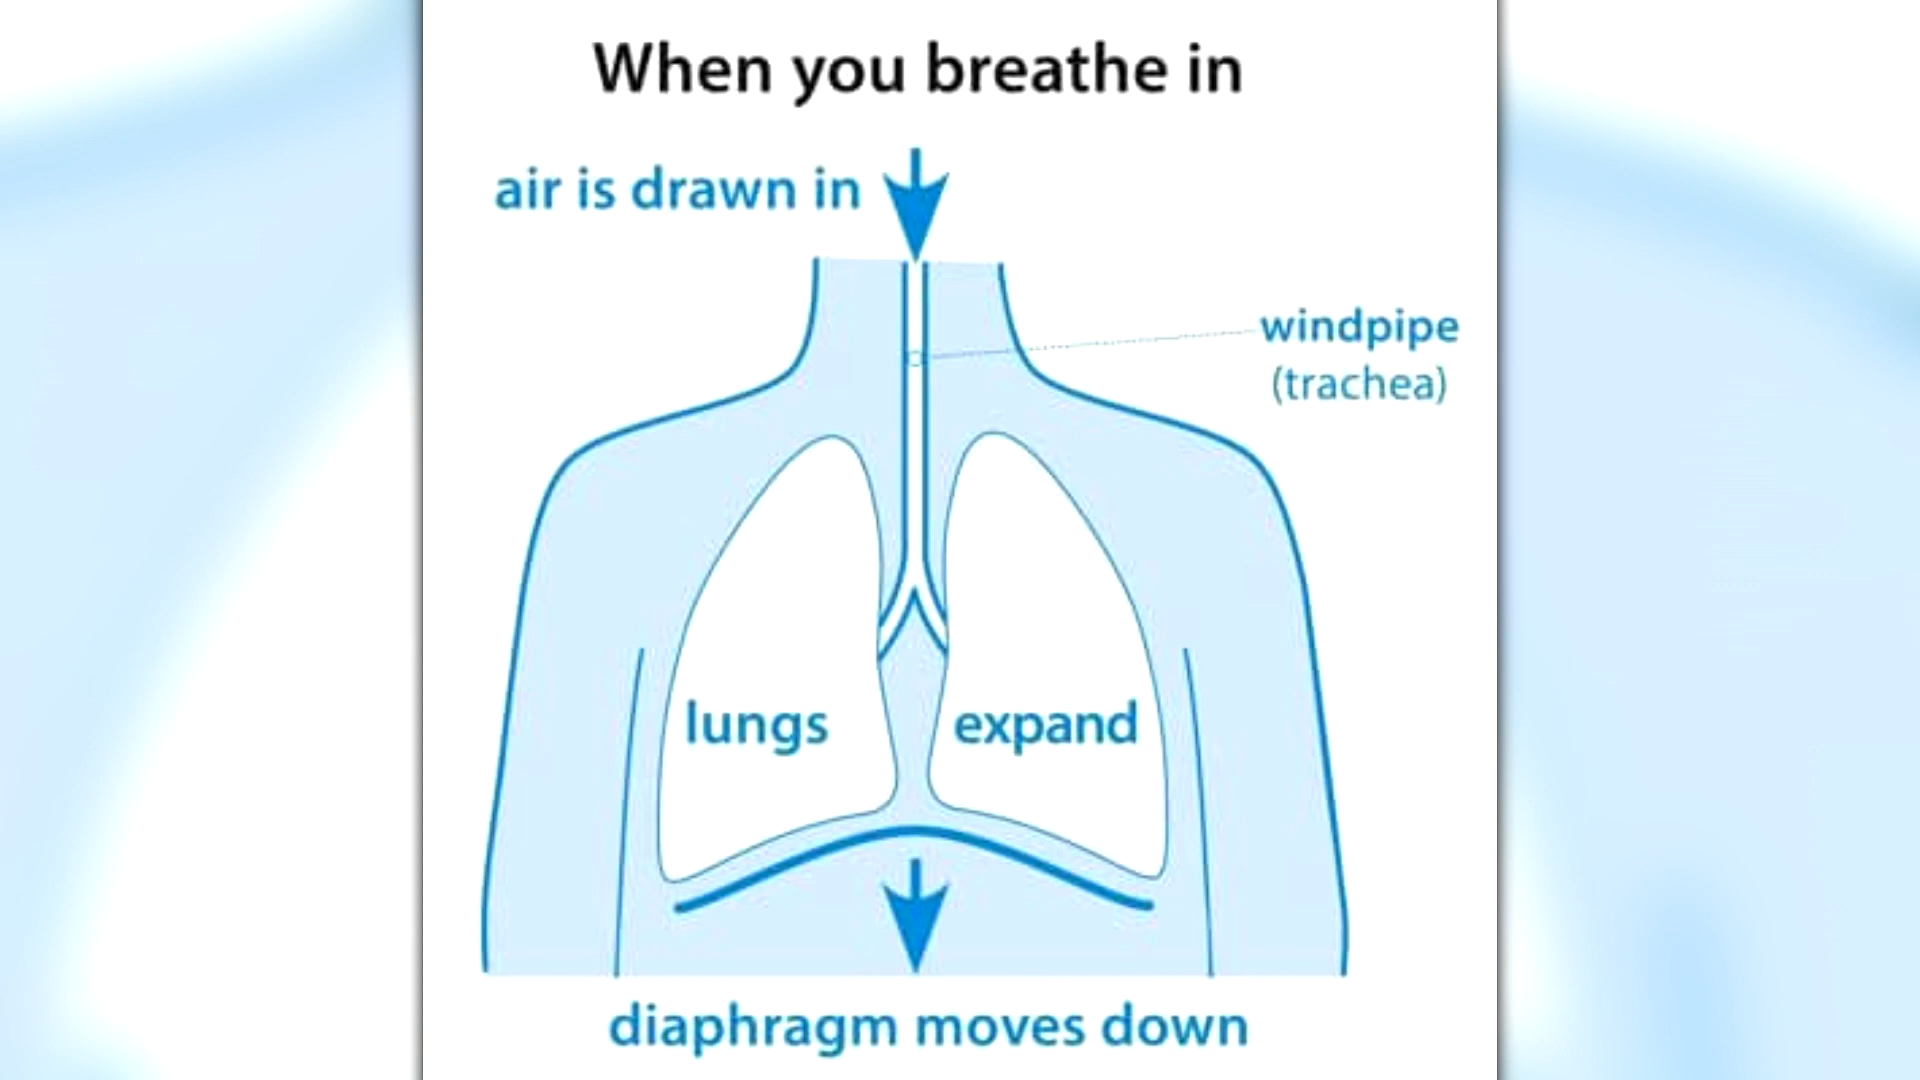 When you breathe in
air is drawn in
windpipe
(trachea)
lungs
expand
diaphragm moves down